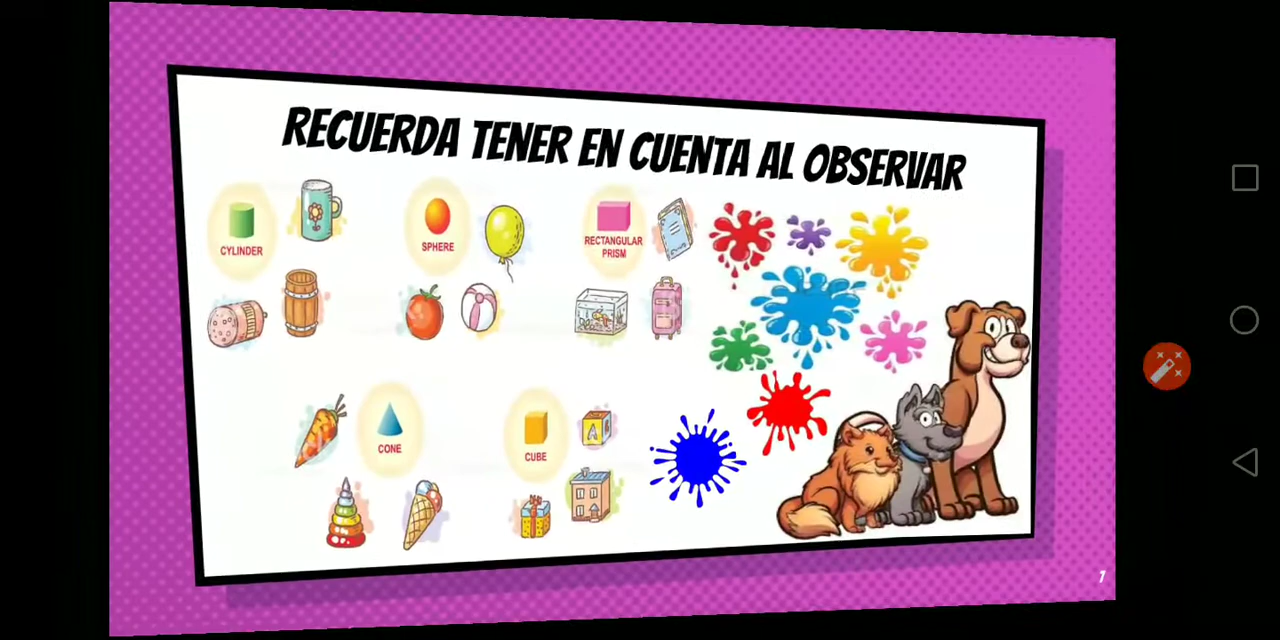 RECUERDA TENER EN CUENTA AL OBSERVAR
CYLINDER
SPHERE
RECTANGULAR
PRISM
CONE
CUBE
A
1